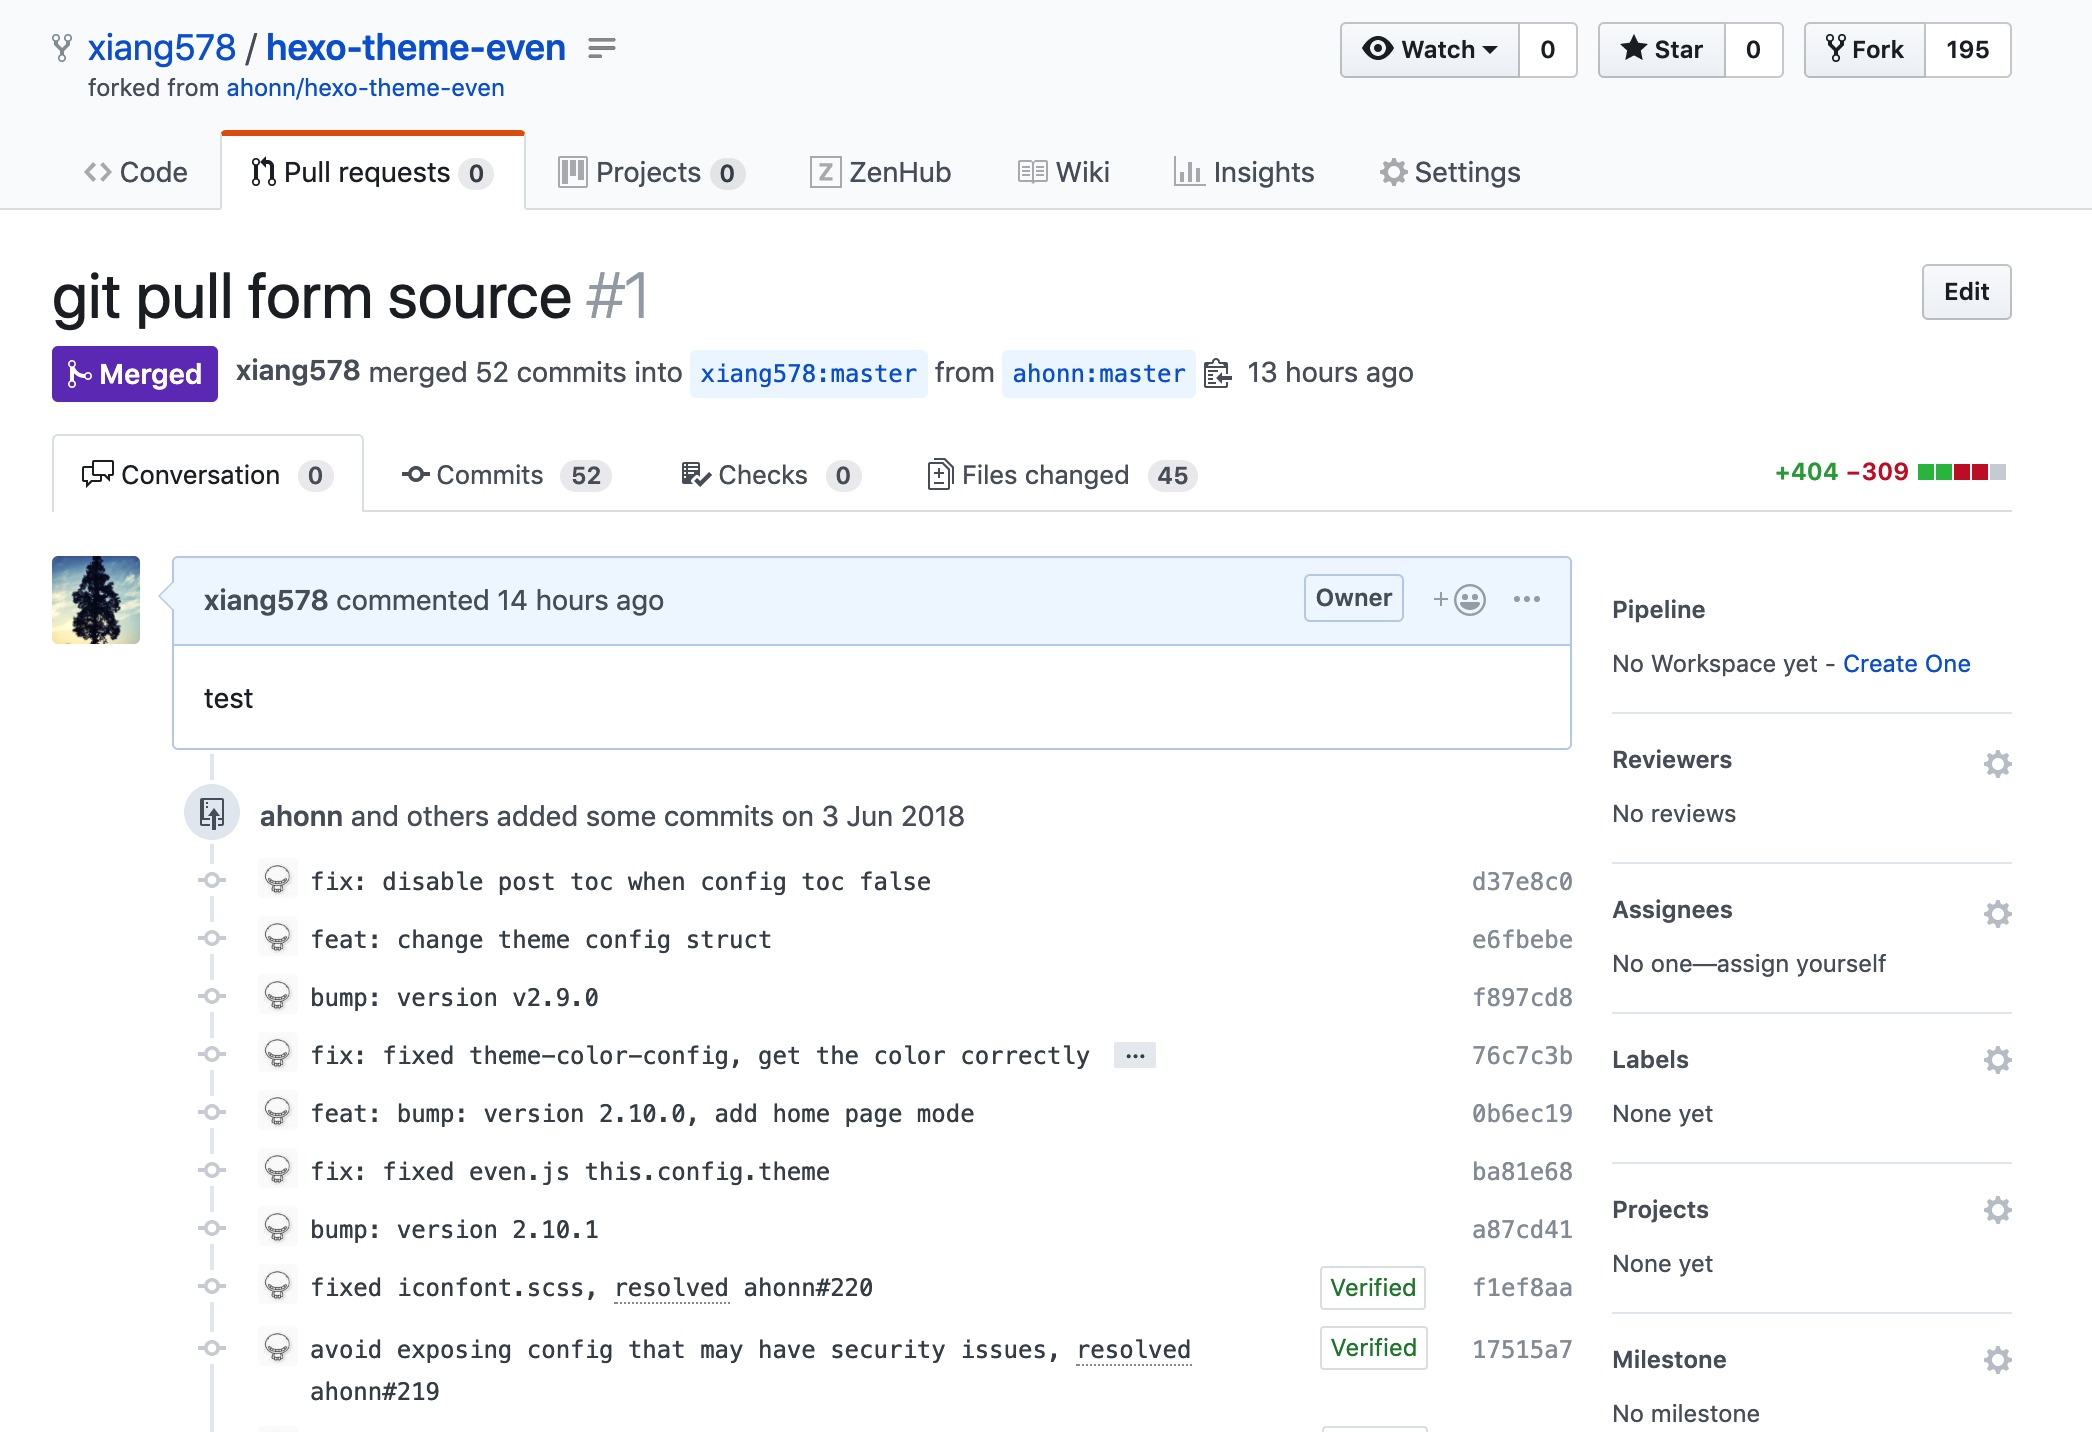 xiang578 / hexo-theme-even
Watch 0 Star 0 Fork 195
forked from ahonn/hexo-theme-even
Code Pull requests 0 Projects 0 ZenHub Wiki Insights Settings
git pull form source #1
Edit
Merged xiang578 merged 52 commits into xiang578:master from ahonn:master 13 hours ago
Conversation 0 Commits 52 Checks 0 Files changed 45 +404 −309
xiang578 commented 14 hours ago Owner
test
ahonn and others added some commits on 3 Jun 2018
fix: disable post toc when config toc false d37e8c0
feat: change theme config struct e6fbebe
bump: version v2.9.0 f897cd8
fix: fixed theme-color-config, get the color correctly … 76c7c3b
feat: bump: version 2.10.0, add home page mode 0b6ec19
fix: fixed even.js this.config.theme ba81e68
bump: version 2.10.1 a87cd41
fixed iconfont.scss, resolved ahonn#220 Verified f1ef8aa
avoid exposing config that may have security issues, resolved Verified 17515a7
ahonn#219
Pipeline
No Workspace yet - Create One
Reviewers
No reviews
Assignees
No one—assign yourself
Labels
None yet
Projects
None yet
Milestone
No milestone